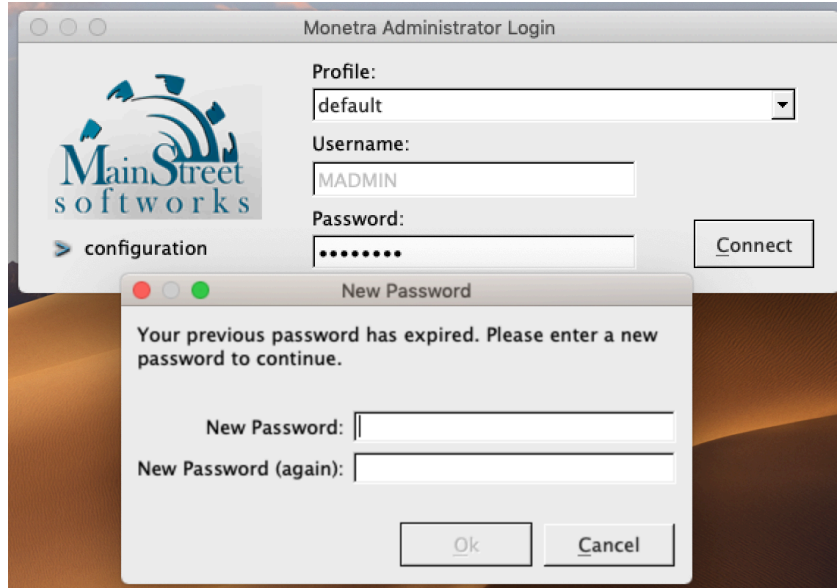 Monetra Administrator Login
Profile:
default
Username:
MADMIN
Password:
••••••••
MainStreet
softworks
configuration
Connect
New Password
Your previous password has expired. Please enter a new
password to continue.
New Password:
New Password (again):
Ok
Cancel